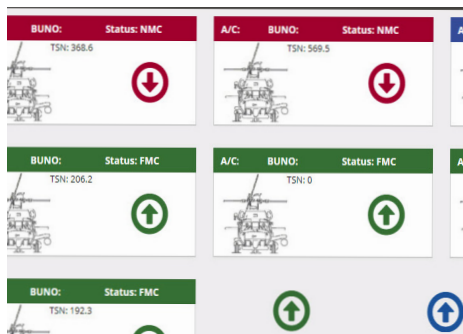 BUNO: Status: NMC
TSN: 368.6
A/C: BUNO: Status: NMC
TSN: 569.5
A
BUNO: Status: FMC
TSN: 206.2
A/C: BUNO: Status: FMC
TSN: 0
A
BUNO: Status: FMC
TSN: 192.3